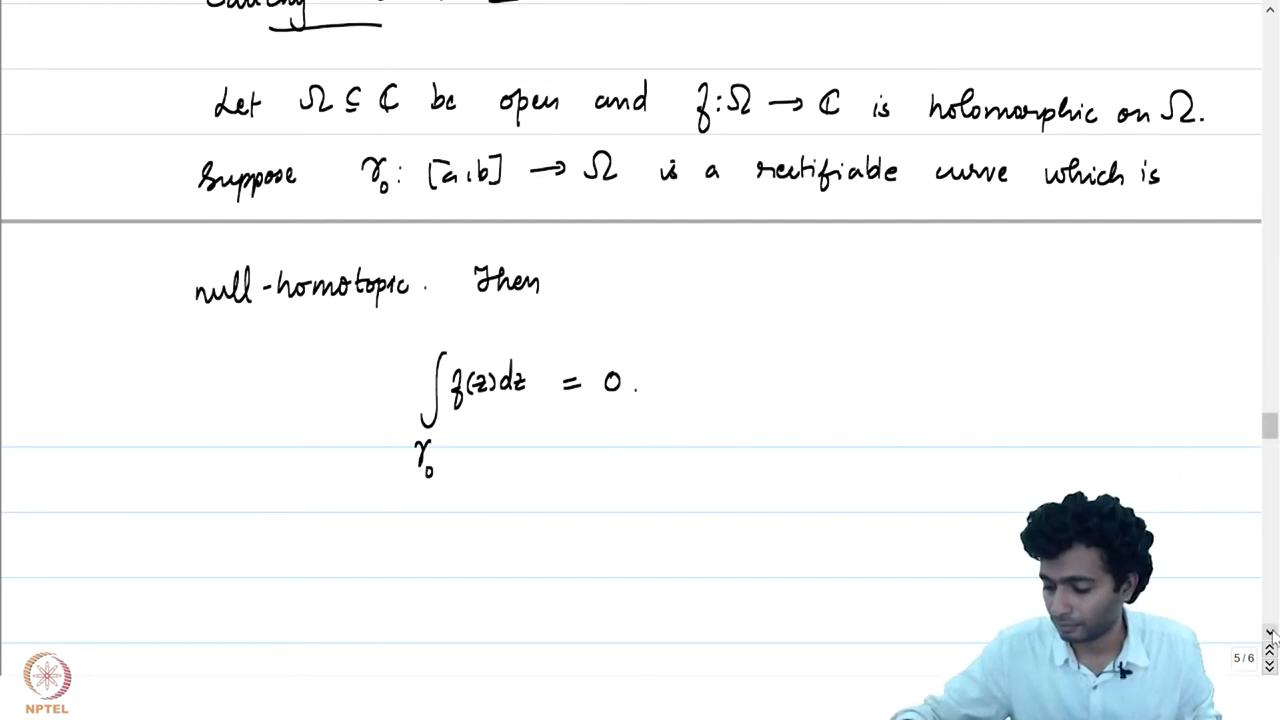 Let Ω ⊆ ℂ be open and f: Ω → ℂ is holomorphic on Ω.
Suppose γ₀: [a,b] → Ω is a rectifiable curve which is
null-homotopic. Then
∫_γ₀ f(z)dz = 0.
5 / 6
NPTEL